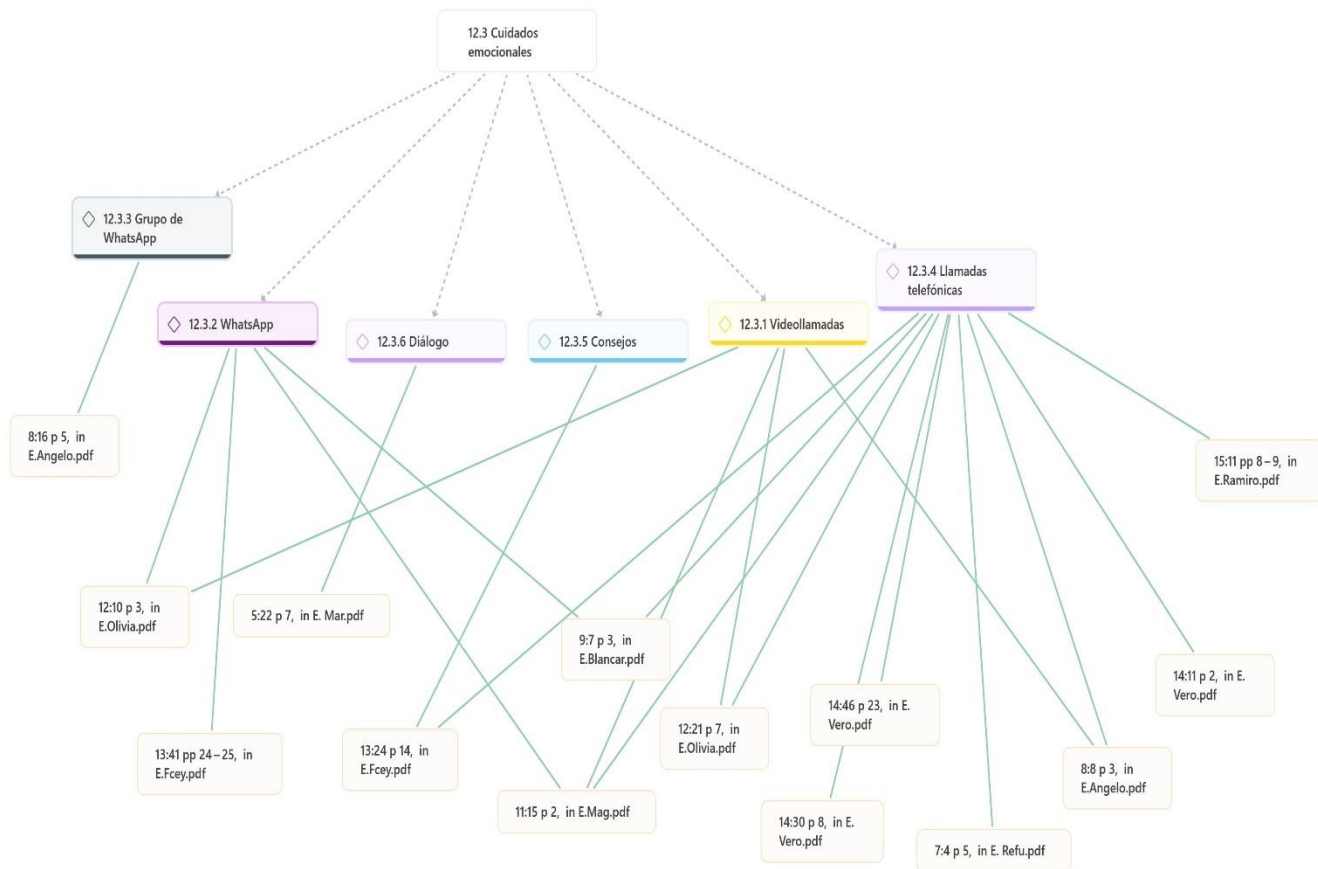 12.3 Cuidados
emocionales
12.3.3 Grupo de
WhatsApp
12.3.4 Llamadas
telefónicas
12.3.2 WhatsApp
12.3.6 Diálogo
12.3.5 Consejos
12.3.1 Videollamadas
8:16 p 5, in
E.Angelo.pdf
15:11 pp 8 – 9, in
E.Ramiro.pdf
12:10 p 3, in
E.Olivia.pdf
5:22 p 7, in E. Mar.pdf
9:7 p 3, in
E.Blancar.pdf
14:11 p 2, in E.
Vero.pdf
13:41 pp 24 – 25, in
E.Fcey.pdf
13:24 p 14, in
E.Fcey.pdf
12:21 p 7, in
E.Olivia.pdf
14:46 p 23, in E.
Vero.pdf
8:8 p 3, in
E.Angelo.pdf
11:15 p 2, in E.Mag.pdf
14:30 p 8, in E.
Vero.pdf
7:4 p 5, in E. Refu.pdf